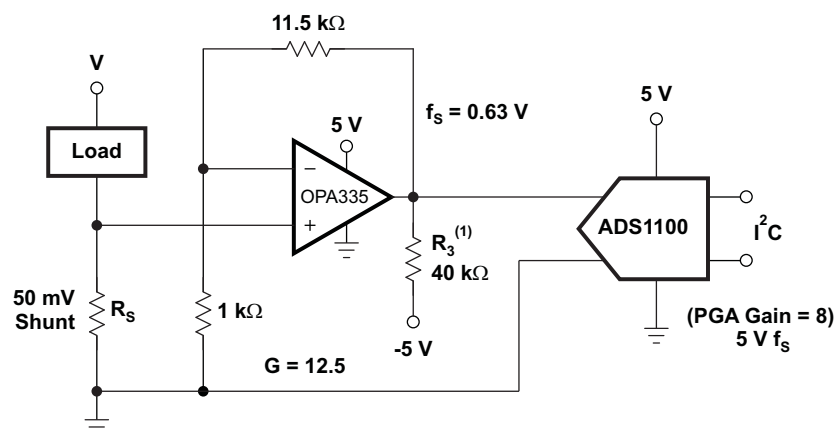 11.5 kΩ
V
f_S = 0.63 V
5 V
5 V
Load
−
OPA335
+
ADS1100
I²C
R₃⁽¹⁾
40 kΩ
50 mV
Shunt
R_S
1 kΩ
-5 V
(PGA Gain = 8)
5 V f_S
G = 12.5